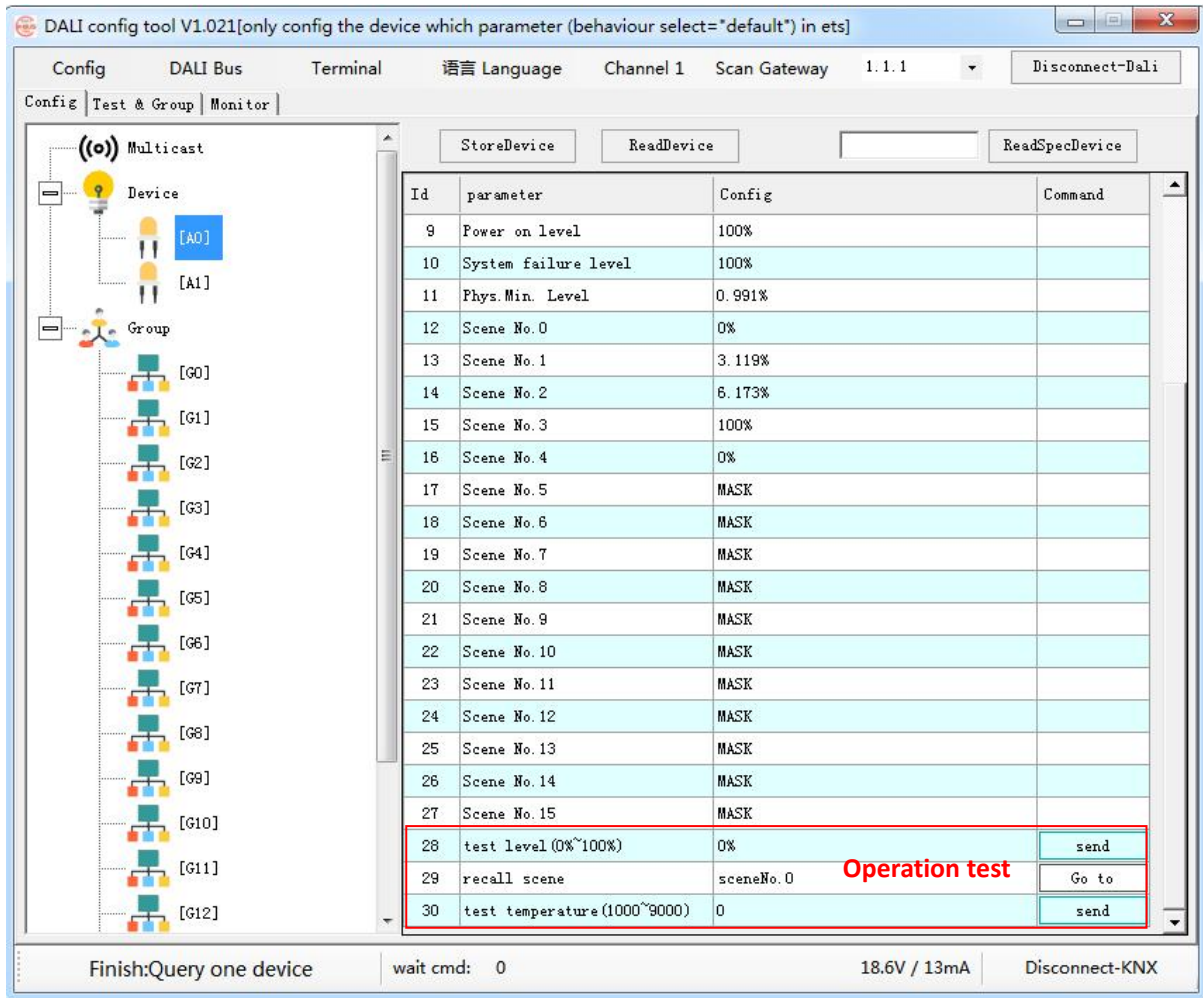 DALI config tool V1.021[only config the device which parameter (behaviour select="default") in ets]
Config DALI Bus Terminal 语言 Language Channel 1 Scan Gateway 1.1.1 Disconnect-Dali
Config Test & Group Monitor
StoreDevice ReadDevice ReadSpecDevice
Multicast
Device
[A0]
[A1]
Group
[G0]
[G1]
[G2]
[G3]
[G4]
[G5]
[G6]
[G7]
[G8]
[G9]
[G10]
[G11]
[G12]
Id parameter Config Command
9 Power on level 100%
10 System failure level 100%
11 Phys.Min. Level 0.991%
12 Scene No.0 0%
13 Scene No.1 3.119%
14 Scene No.2 6.173%
15 Scene No.3 100%
16 Scene No.4 0%
17 Scene No.5 MASK
18 Scene No.6 MASK
19 Scene No.7 MASK
20 Scene No.8 MASK
21 Scene No.9 MASK
22 Scene No.10 MASK
23 Scene No.11 MASK
24 Scene No.12 MASK
25 Scene No.13 MASK
26 Scene No.14 MASK
27 Scene No.15 MASK
28 test level(0%~100%) 0% send
29 recall scene sceneNo.0 Go to
30 test temperature(1000~9000) 0 send
Operation test
Finish:Query one device wait cmd: 0 18.6V / 13mA Disconnect-KNX